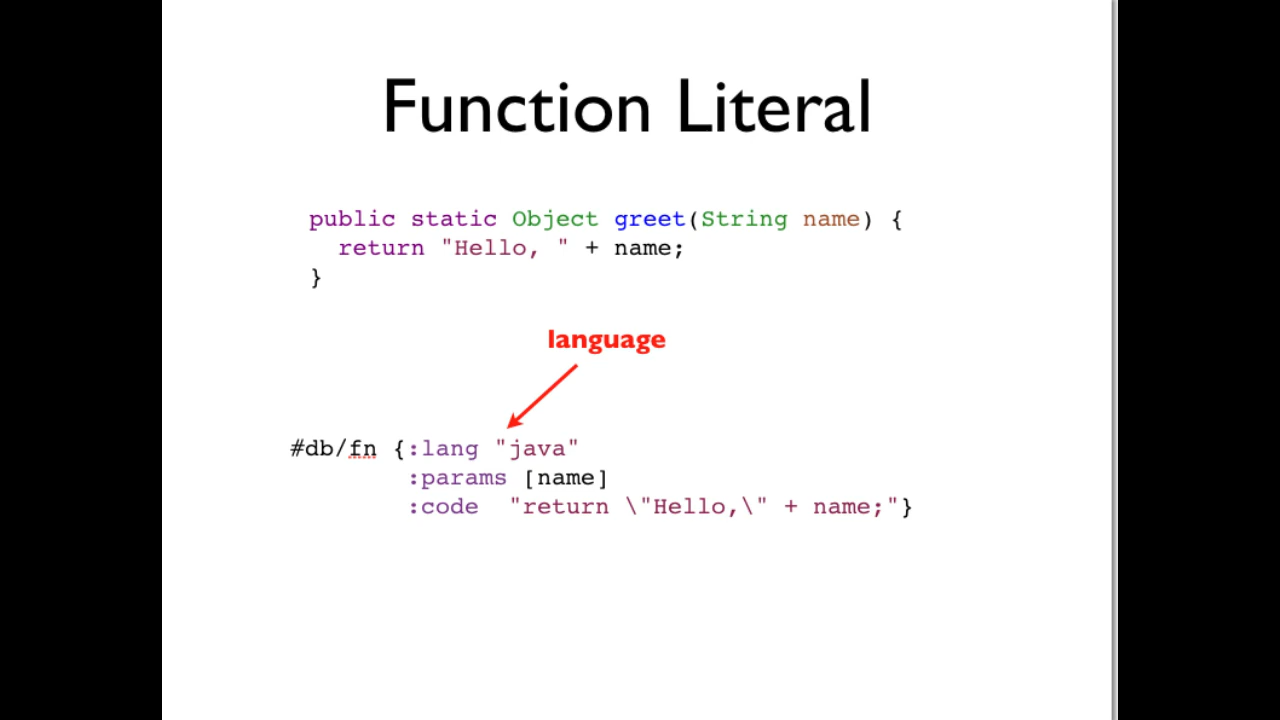 Function Literal
public static Object greet(String name) {
  return "Hello, " + name;
}
language
#db/fn {:lang "java"
        :params [name]
        :code  "return \"Hello,\" + name;"}